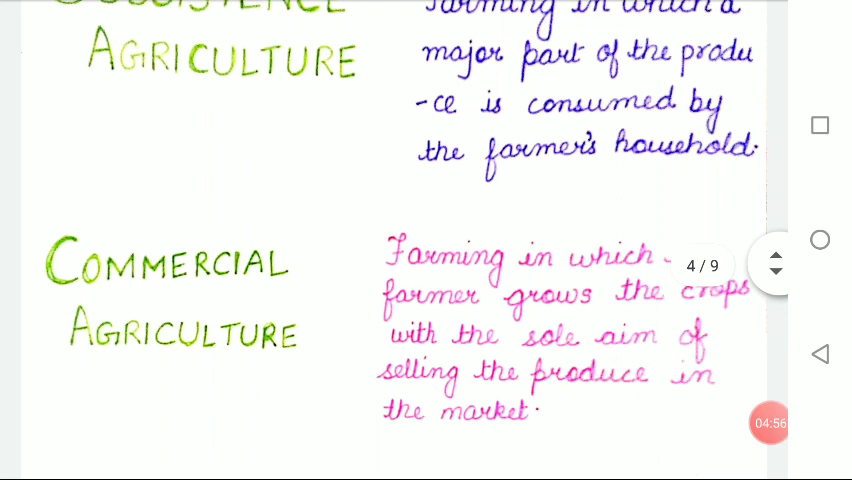 SUBSISTENCE
AGRICULTURE
Farming in which a
major part of the produ
-ce is consumed by
the farmer's household.
COMMERCIAL
AGRICULTURE
Farming in which
farmer grows the crops
with the sole aim of
selling the produce in
the market.
4 / 9
04:56